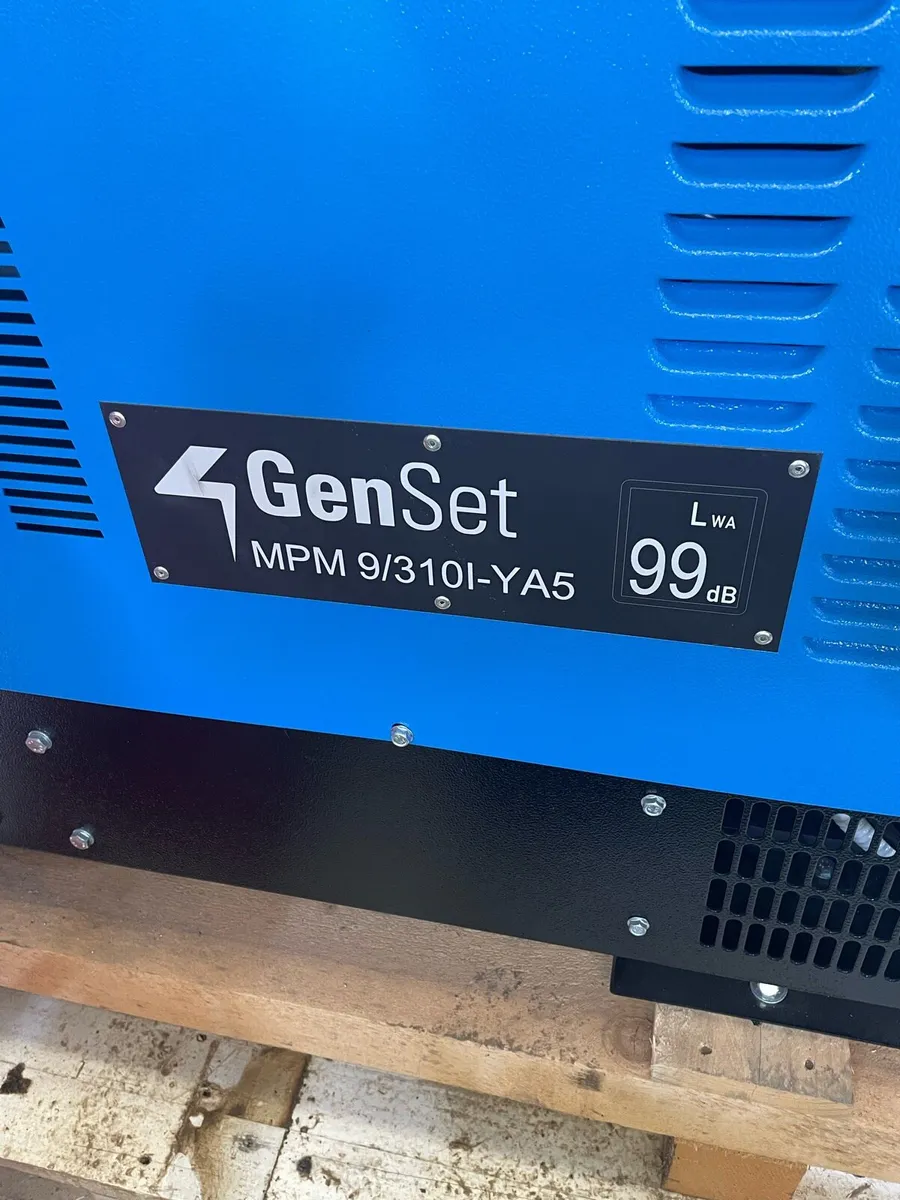 GenSet
MPM 9/310I-YA5
LWA
99dB